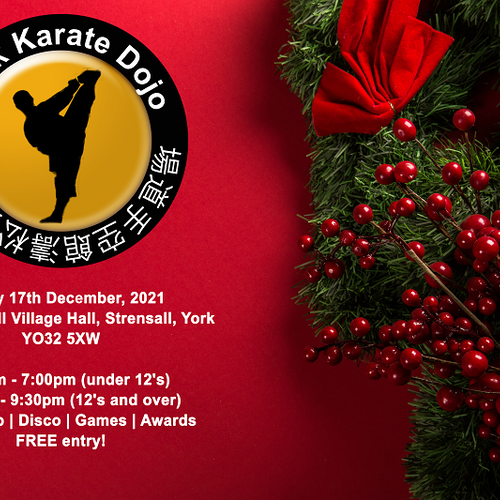 Karate Dojo
松濤館空手道場
y 17th December, 2021
ll Village Hall, Strensall, York
YO32 5XW
m - 7:00pm (under 12's)
- 9:30pm (12's and over)
| Disco | Games | Awards
FREE entry!